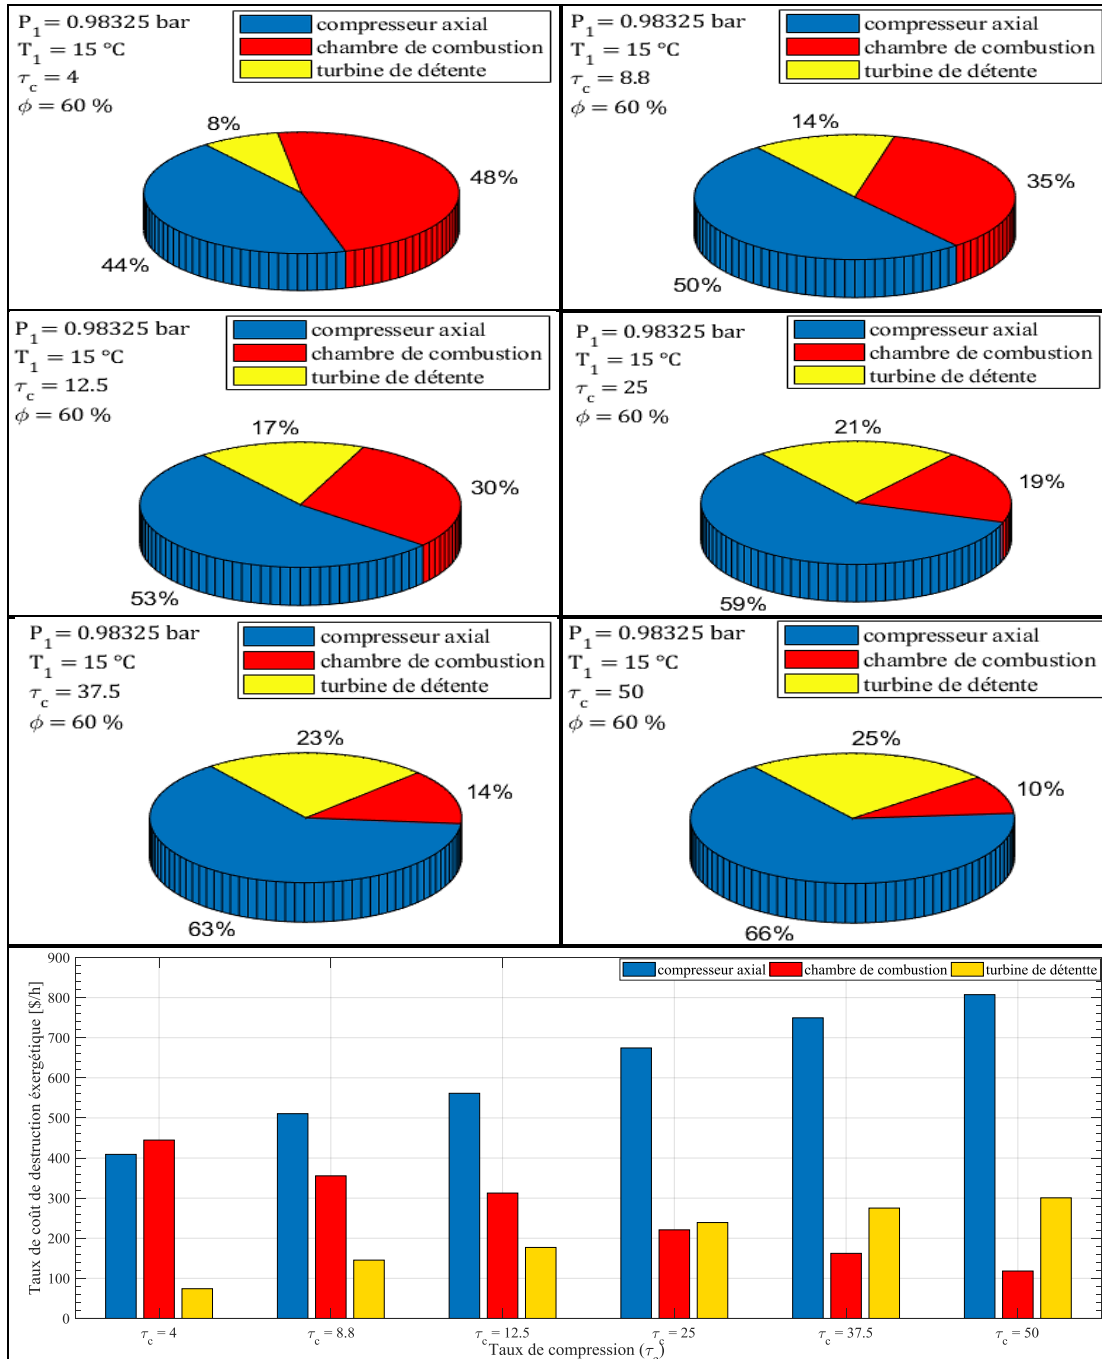 P1 = 0.98325 bar
T1 = 15 °C
τc = 4
ϕ = 60 %
compresseur axial
chambre de combustion
turbine de détente
8%
48%
44%
P1 = 0.98325 bar
T1 = 15 °C
τc = 8.8
ϕ = 60 %
compresseur axial
chambre de combustion
turbine de détente
14%
35%
50%
P1 = 0.98325 bar
T1 = 15 °C
τc = 12.5
ϕ = 60 %
compresseur axial
chambre de combustion
turbine de détente
17%
30%
53%
P1 = 0.98325 bar
T1 = 15 °C
τc = 25
ϕ = 60 %
compresseur axial
chambre de combustion
turbine de détente
21%
19%
59%
P1 = 0.98325 bar
T1 = 15 °C
τc = 37.5
ϕ = 60 %
compresseur axial
chambre de combustion
turbine de détente
23%
14%
63%
P1 = 0.98325 bar
T1 = 15 °C
τc = 50
ϕ = 60 %
compresseur axial
chambre de combustion
turbine de détente
25%
10%
66%
Taux de coût de destruction éxergétique [$/h]
900
800
700
600
500
400
300
200
100
0
compresseur axial
chambre de combustion
turbine de détentte
τc = 4
τc = 8.8
τc = 12.5
τc = 25
τc = 37.5
τc = 50
Taux de compression (τc)